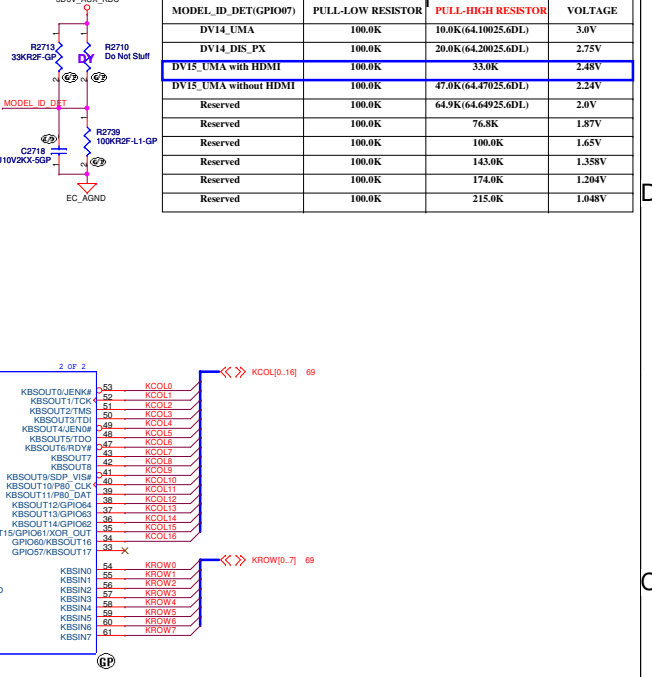 3D3V_AUX_KBC
R2713
33KR2F-GP
R2710
Do Not Stuff
DY
1
1
2
2
MODEL_ID_DET
C2718
J10V2KX-5GP
R2739
100KR2F-L1-GP
1
1
2
2
EC_AGND
MODEL_ID_DET(GPIO07) PULL-LOW RESISTOR PULL-HIGH RESISTOR VOLTAGE
DV14_UMA 100.0K 10.0K(64.10025.6DL) 3.0V
DV14_DIS_PX 100.0K 20.0K(64.20025.6DL) 2.75V
DV15_UMA with HDMI 100.0K 33.0K 2.48V
DV15_UMA without HDMI 100.0K 47.0K(64.47025.6DL) 2.24V
Reserved 100.0K 64.9K(64.64925.6DL) 2.0V
Reserved 100.0K 76.8K 1.87V
Reserved 100.0K 100.0K 1.65V
Reserved 100.0K 143.0K 1.358V
Reserved 100.0K 174.0K 1.204V
Reserved 100.0K 215.0K 1.048V
D
2 OF 2
KCOL[0..16] 69
KBSOUT0/JENK# 53 KCOL0
KBSOUT1/TCK 52 KCOL1
KBSOUT2/TMS 51 KCOL2
KBSOUT3/TDI 50 KCOL3
KBSOUT4/JEN0# 49 KCOL4
KBSOUT5/TDO 48 KCOL5
KBSOUT6/RDY# 47 KCOL6
KBSOUT7 43 KCOL7
KBSOUT8 42 KCOL8
KBSOUT9/SDP_VIS# 41 KCOL9
KBSOUT10/P80_CLK 40 KCOL10
KBSOUT11/P80_DAT 39 KCOL11
KBSOUT12/GPIO64 38 KCOL12
KBSOUT13/GPIO63 37 KCOL13
KBSOUT14/GPIO62 36 KCOL14
T15/GPIO61/XOR_OUT 35 KCOL15
GPIO60/KBSOUT16 34 KCOL16
GPIO57/KBSOUT17 33
KROW[0..7] 69
KBSIN0 54 KROW0
KBSIN1 55 KROW1
KBSIN2 56 KROW2
KBSIN3 57 KROW3
KBSIN4 58 KROW4
KBSIN5 59 KROW5
KBSIN6 60 KROW6
KBSIN7 61 KROW7
C
GP